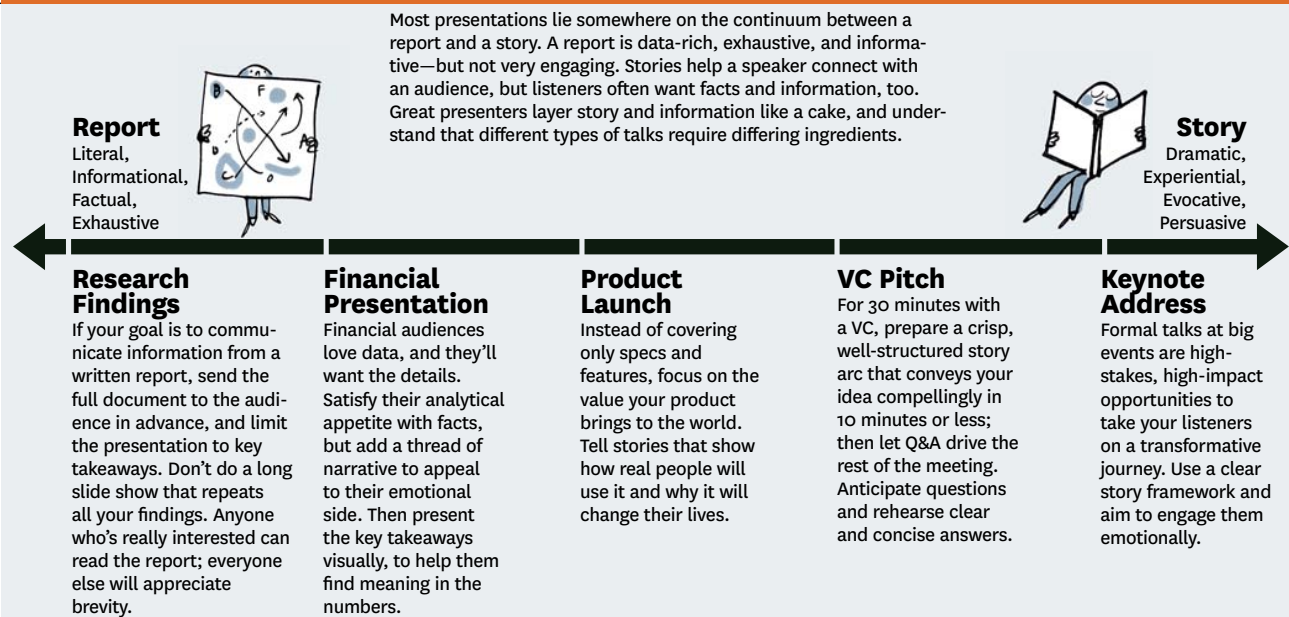 Most presentations lie somewhere on the continuum between a
report and a story. A report is data-rich, exhaustive, and informa-
tive—but not very engaging. Stories help a speaker connect with
an audience, but listeners often want facts and information, too.
Great presenters layer story and information like a cake, and under-
stand that different types of talks require differing ingredients.
Report
Literal,
Informational,
Factual,
Exhaustive
B
F
D
C
O
Story
Dramatic,
Experiential,
Evocative,
Persuasive
Research
Findings
If your goal is to commu-
nicate information from a
written report, send the
full document to the audi-
ence in advance, and limit
the presentation to key
takeaways. Don’t do a long
slide show that repeats
all your findings. Anyone
who’s really interested can
read the report; everyone
else will appreciate
brevity.
Financial
Presentation
Financial audiences
love data, and they’ll
want the details.
Satisfy their analytical
appetite with facts,
but add a thread of
narrative to appeal
to their emotional
side. Then present
the key takeaways
visually, to help them
find meaning in the
numbers.
Product
Launch
Instead of covering
only specs and
features, focus on the
value your product
brings to the world.
Tell stories that show
how real people will
use it and why it will
change their lives.
VC Pitch
For 30 minutes with
a VC, prepare a crisp,
well-structured story
arc that conveys your
idea compellingly in
10 minutes or less;
then let Q&A drive the
rest of the meeting.
Anticipate questions
and rehearse clear
and concise answers.
Keynote
Address
Formal talks at big
events are high-
stakes, high-impact
opportunities to
take your listeners
on a transformative
journey. Use a clear
story framework and
aim to engage them
emotionally.